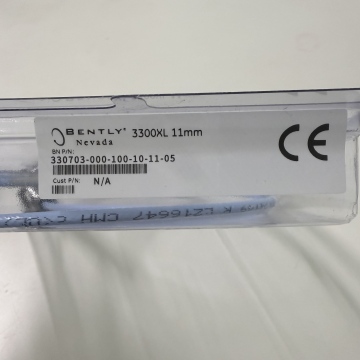 BENTLY 3300XL 11mm
Nevada
BN P/N:
330703-000-100-10-11-05
Cust P/N: N/A
CE